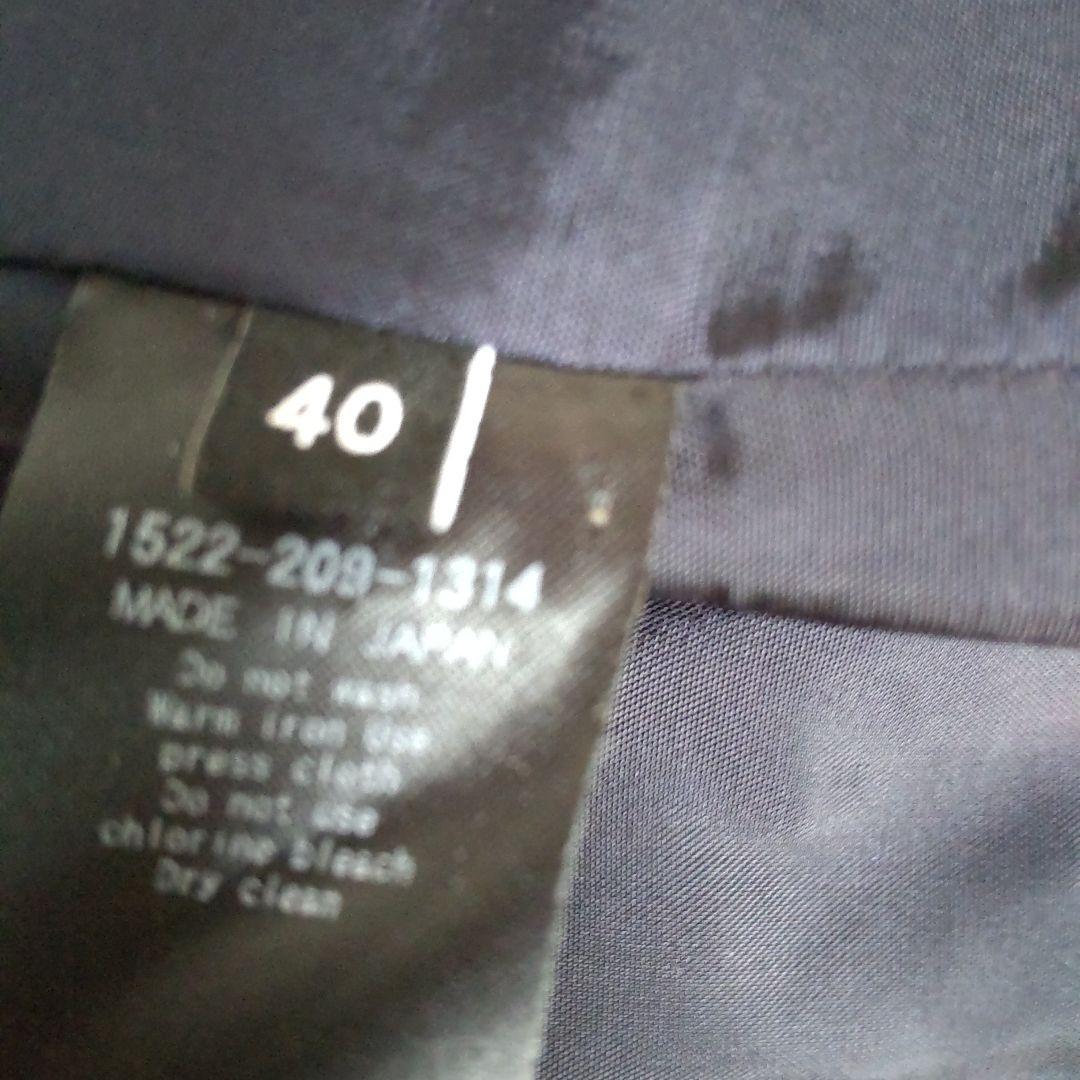 40
1522-209-1314
MADE IN JAPAN
Do not wash
Warm iron use
press cloth
Do not use
chlorine bleach
Dry clean